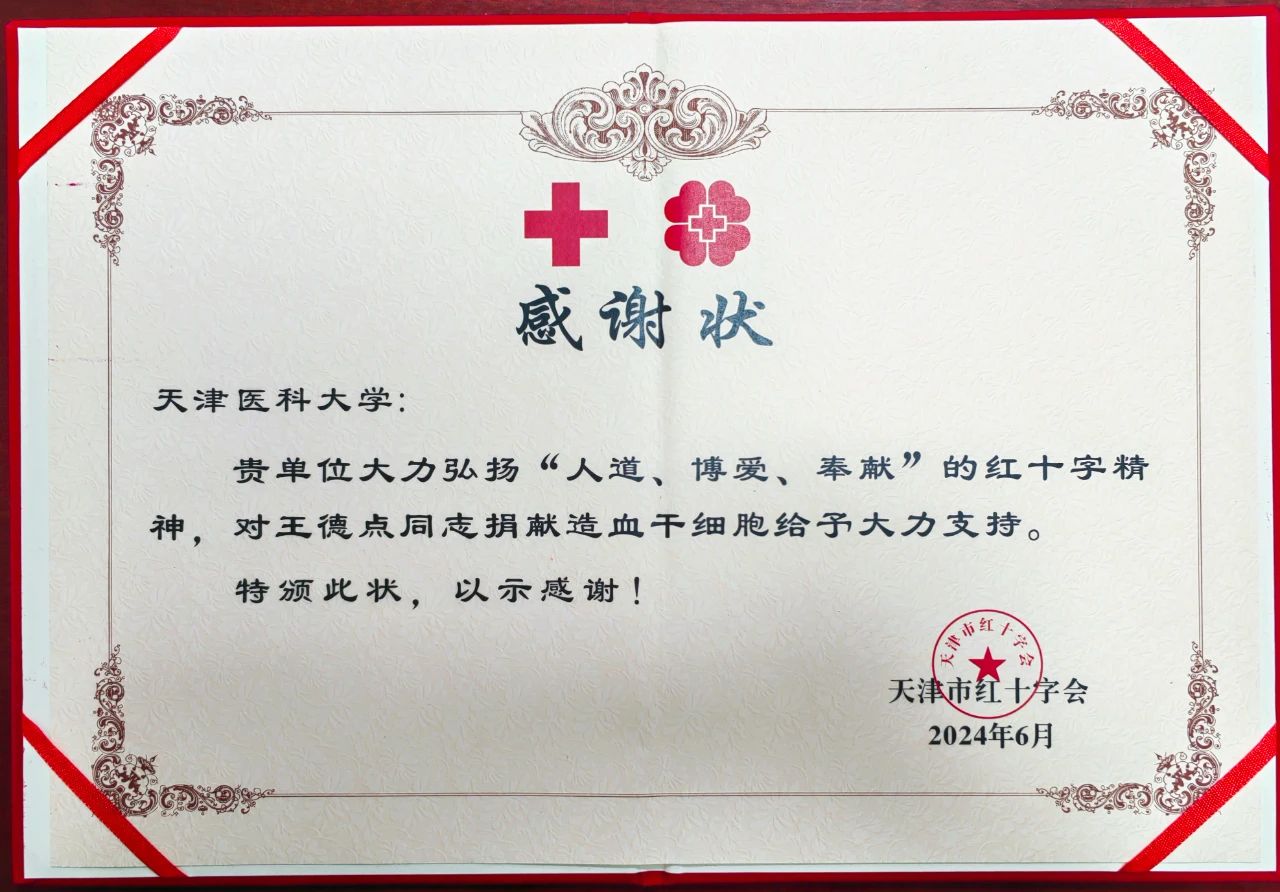 感谢状
天津医科大学：
贵单位大力弘扬“人道、博爱、奉献”的红十字精
神，对王德点同志捐献造血干细胞给予大力支持。
特颁此状，以示感谢！
天津市红十字会
天津市红十字会
2024年6月